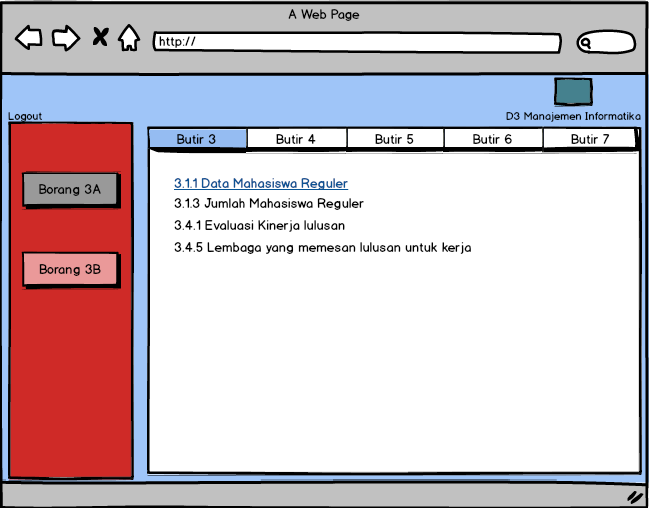 A Web Page
http://
Logout
D3 Manajemen Informatika
Butir 3 Butir 4 Butir 5 Butir 6 Butir 7
Borang 3A
Borang 3B
3.1.1 Data Mahasiswa Reguler
3.1.3 Jumlah Mahasiswa Reguler
3.4.1 Evaluasi Kinerja lulusan
3.4.5 Lembaga yang memesan lulusan untuk kerja